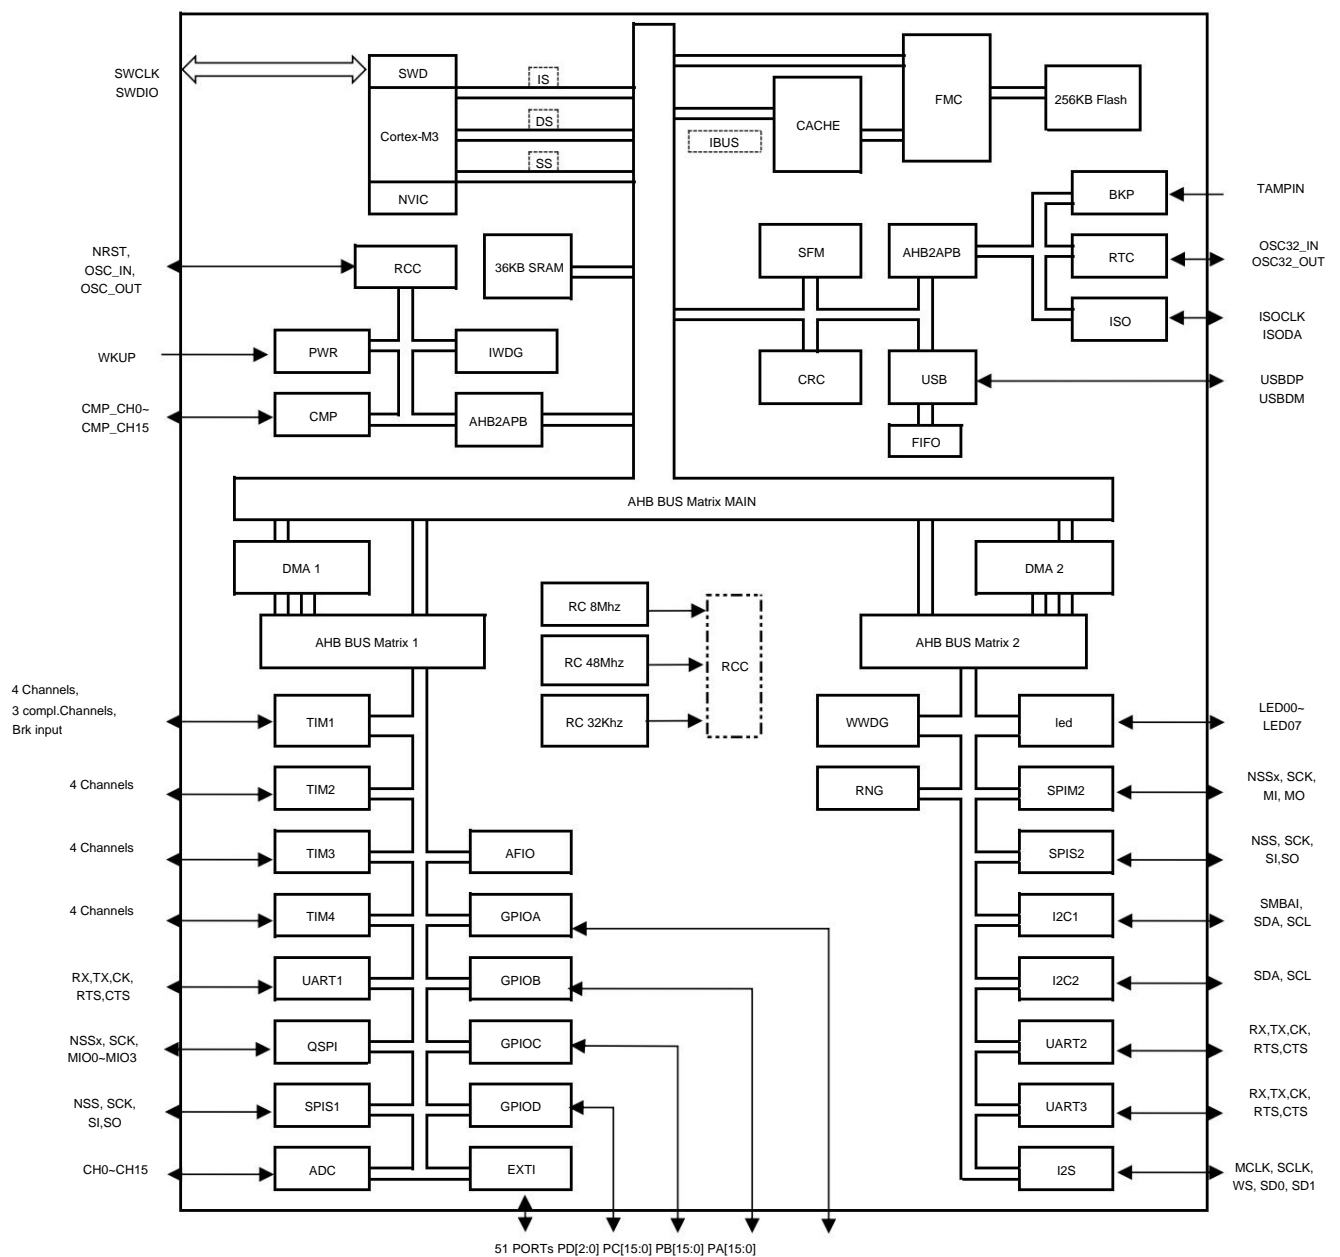 SWCLK
SWDIO
SWD
IS
Cortex-M3
DS
SS
NVIC
FMC
256KB Flash
CACHE
IBUS
BKP
TAMPIN
NRST,
OSC_IN,
OSC_OUT
RCC
36KB SRAM
SFM
AHB2APB
RTC
OSC32_IN
OSC32_OUT
ISO
ISOCLK
ISODA
WKUP
PWR
IWDG
CRC
USB
USBDP
USBDM
CMP_CH0~
CMP_CH15
CMP
AHB2APB
FIFO
AHB BUS Matrix MAIN
DMA 1
DMA 2
RC 8Mhz
AHB BUS Matrix 1
RC 48Mhz
RCC
AHB BUS Matrix 2
RC 32Khz
4 Channels,
3 compl.Channels,
Brk input
TIM1
WWDG
led
LED00~
LED07
4 Channels
TIM2
RNG
SPIM2
NSSx, SCK,
MI, MO
4 Channels
TIM3
AFIO
SPIS2
NSS, SCK,
SI,SO
4 Channels
TIM4
GPIOA
I2C1
SMBAI,
SDA, SCL
RX,TX,CK,
RTS,CTS
UART1
GPIOB
I2C2
SDA, SCL
NSSx, SCK,
MIO0~MIO3
QSPI
GPIOC
UART2
RX,TX,CK,
RTS,CTS
NSS, SCK,
SI,SO
SPIS1
GPIOD
UART3
RX,TX,CK,
RTS,CTS
CH0~CH15
ADC
EXTI
I2S
MCLK, SCLK,
WS, SD0, SD1
51 PORTs PD[2:0] PC[15:0] PB[15:0] PA[15:0]